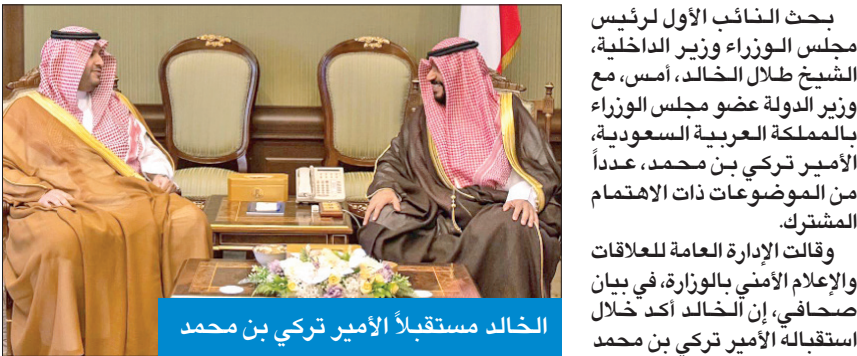 بحث النائب الأول لرئيس
مجلس الوزراء وزير الداخلية،
الشيخ طلال الخالد، أمس، مع
وزير الدولة عضو مجلس الوزراء
بالمملكة العربية السعودية،
الأمير تركي بن محمد، عدداً
من الموضوعات ذات الاهتمام
المشترك.
وقالت الإدارة العامة للعلاقات
والإعلام الأمني بالوزارة، في بيان
صحافي، إن الخالد أكد خلال
استقباله الأمير تركي بن محمد
الخالد مستقبلاً الأمير تركي بن محمد